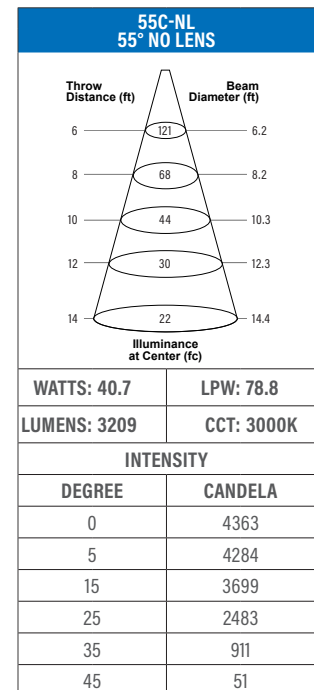 55C-NL
55° NO LENS
Throw Distance (ft)
Beam Diameter (ft)
6 121 6.2
8 68 8.2
10 44 10.3
12 30 12.3
14 22 14.4
Illuminance
at Center (fc)
WATTS: 40.7 LPW: 78.8
LUMENS: 3209 CCT: 3000K
INTENSITY
DEGREE CANDELA
0 4363
5 4284
15 3699
25 2483
35 911
45 51